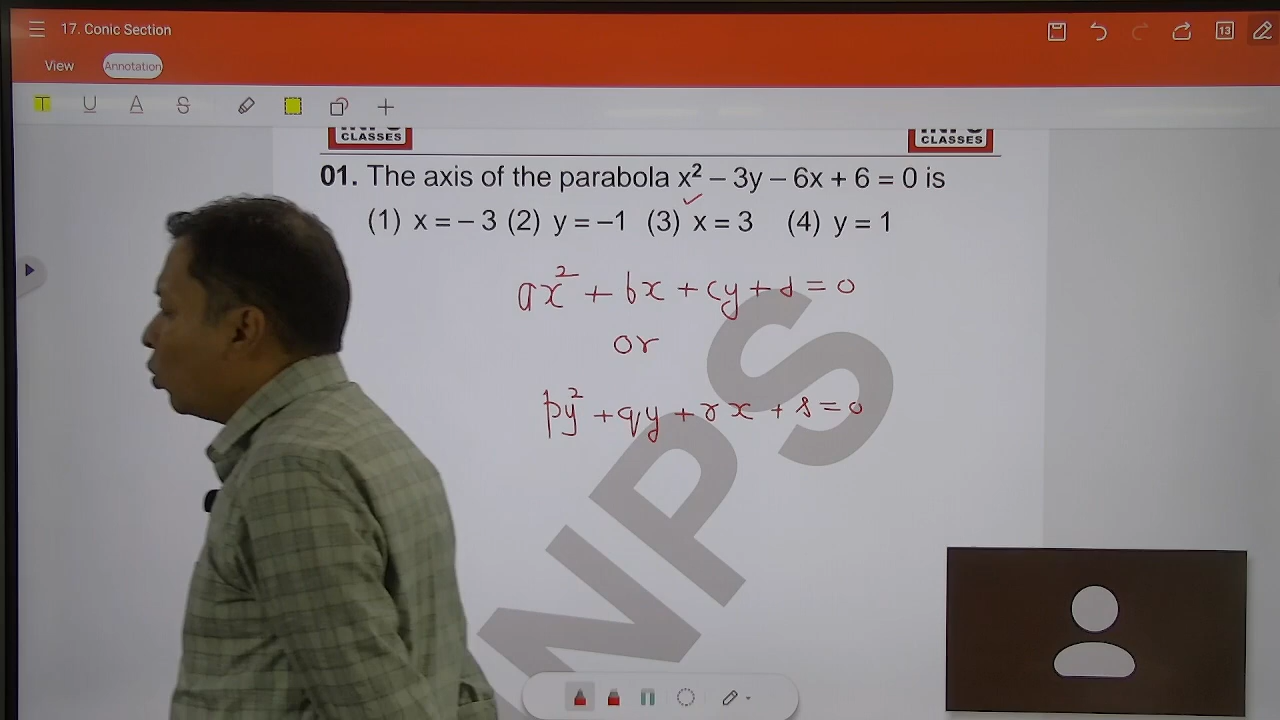 17. Conic Section
13
View
Annotation
T U A S
CLASSES
CLASSES
01. The axis of the parabola x² – 3y – 6x + 6 = 0 is
(1) x = – 3 (2) y = –1 (3) x = 3 (4) y = 1
ax² + bx + cy + d = 0
or
py² + qy + rx + s = 0
NPS